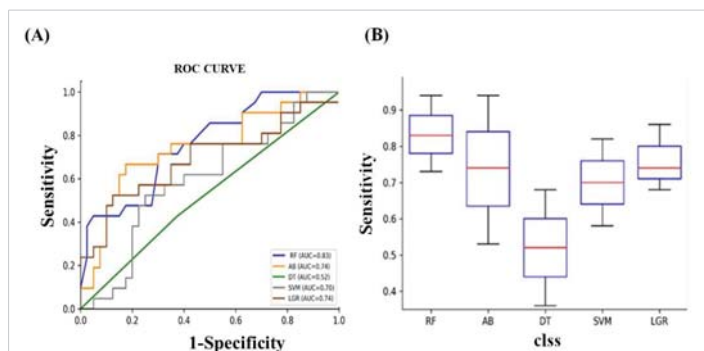 (A)
ROC CURVE
Sensitivity
1.0
0.8
0.6
0.4
0.2
0.0
RF (AUC=0.83)
AB (AUC=0.74)
DT (AUC=0.52)
SVM (AUC=0.70)
LGR (AUC=0.74)
0.0 0.2 0.4 0.6 0.8 1.0
1-Specificity
(B)
Sensitivity
0.9
0.8
0.7
0.6
0.5
0.4
RF AB DT SVM LGR
clss